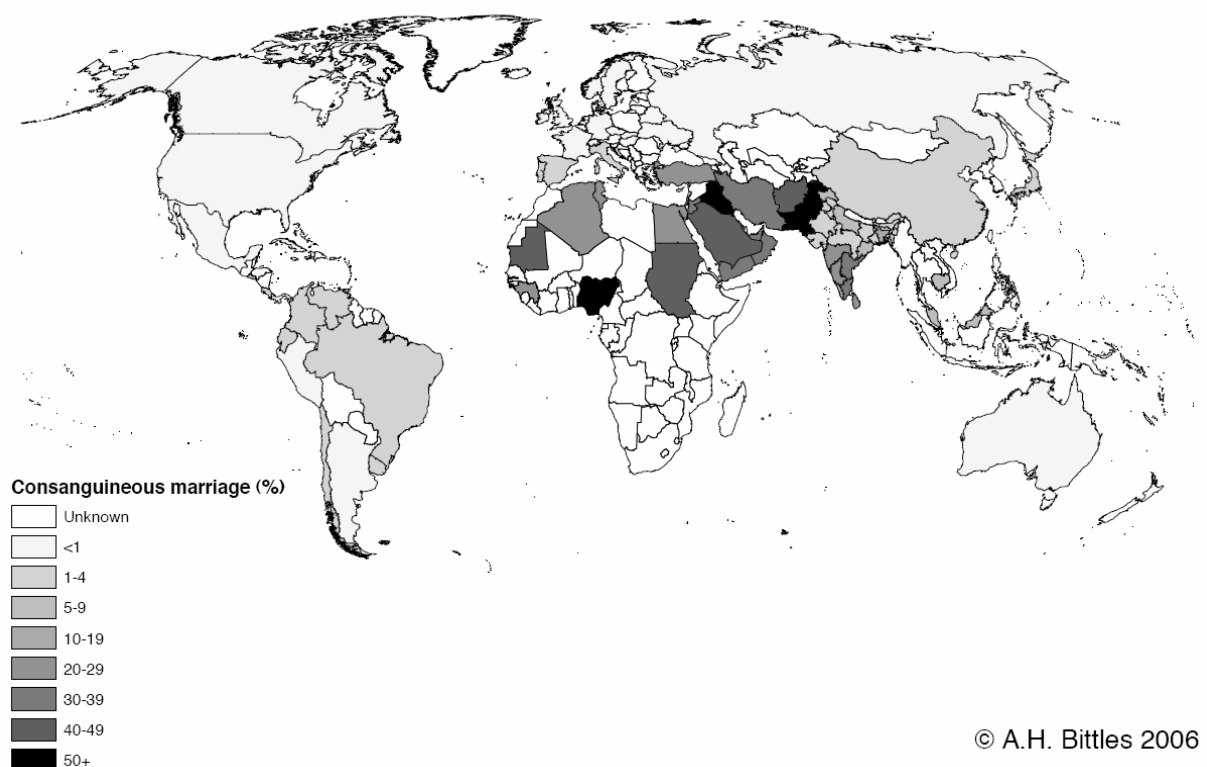 Consanguineous marriage (%)
Unknown
<1
1-4
5-9
10-19
20-29
30-39
40-49
50+
© A.H. Bittles 2006